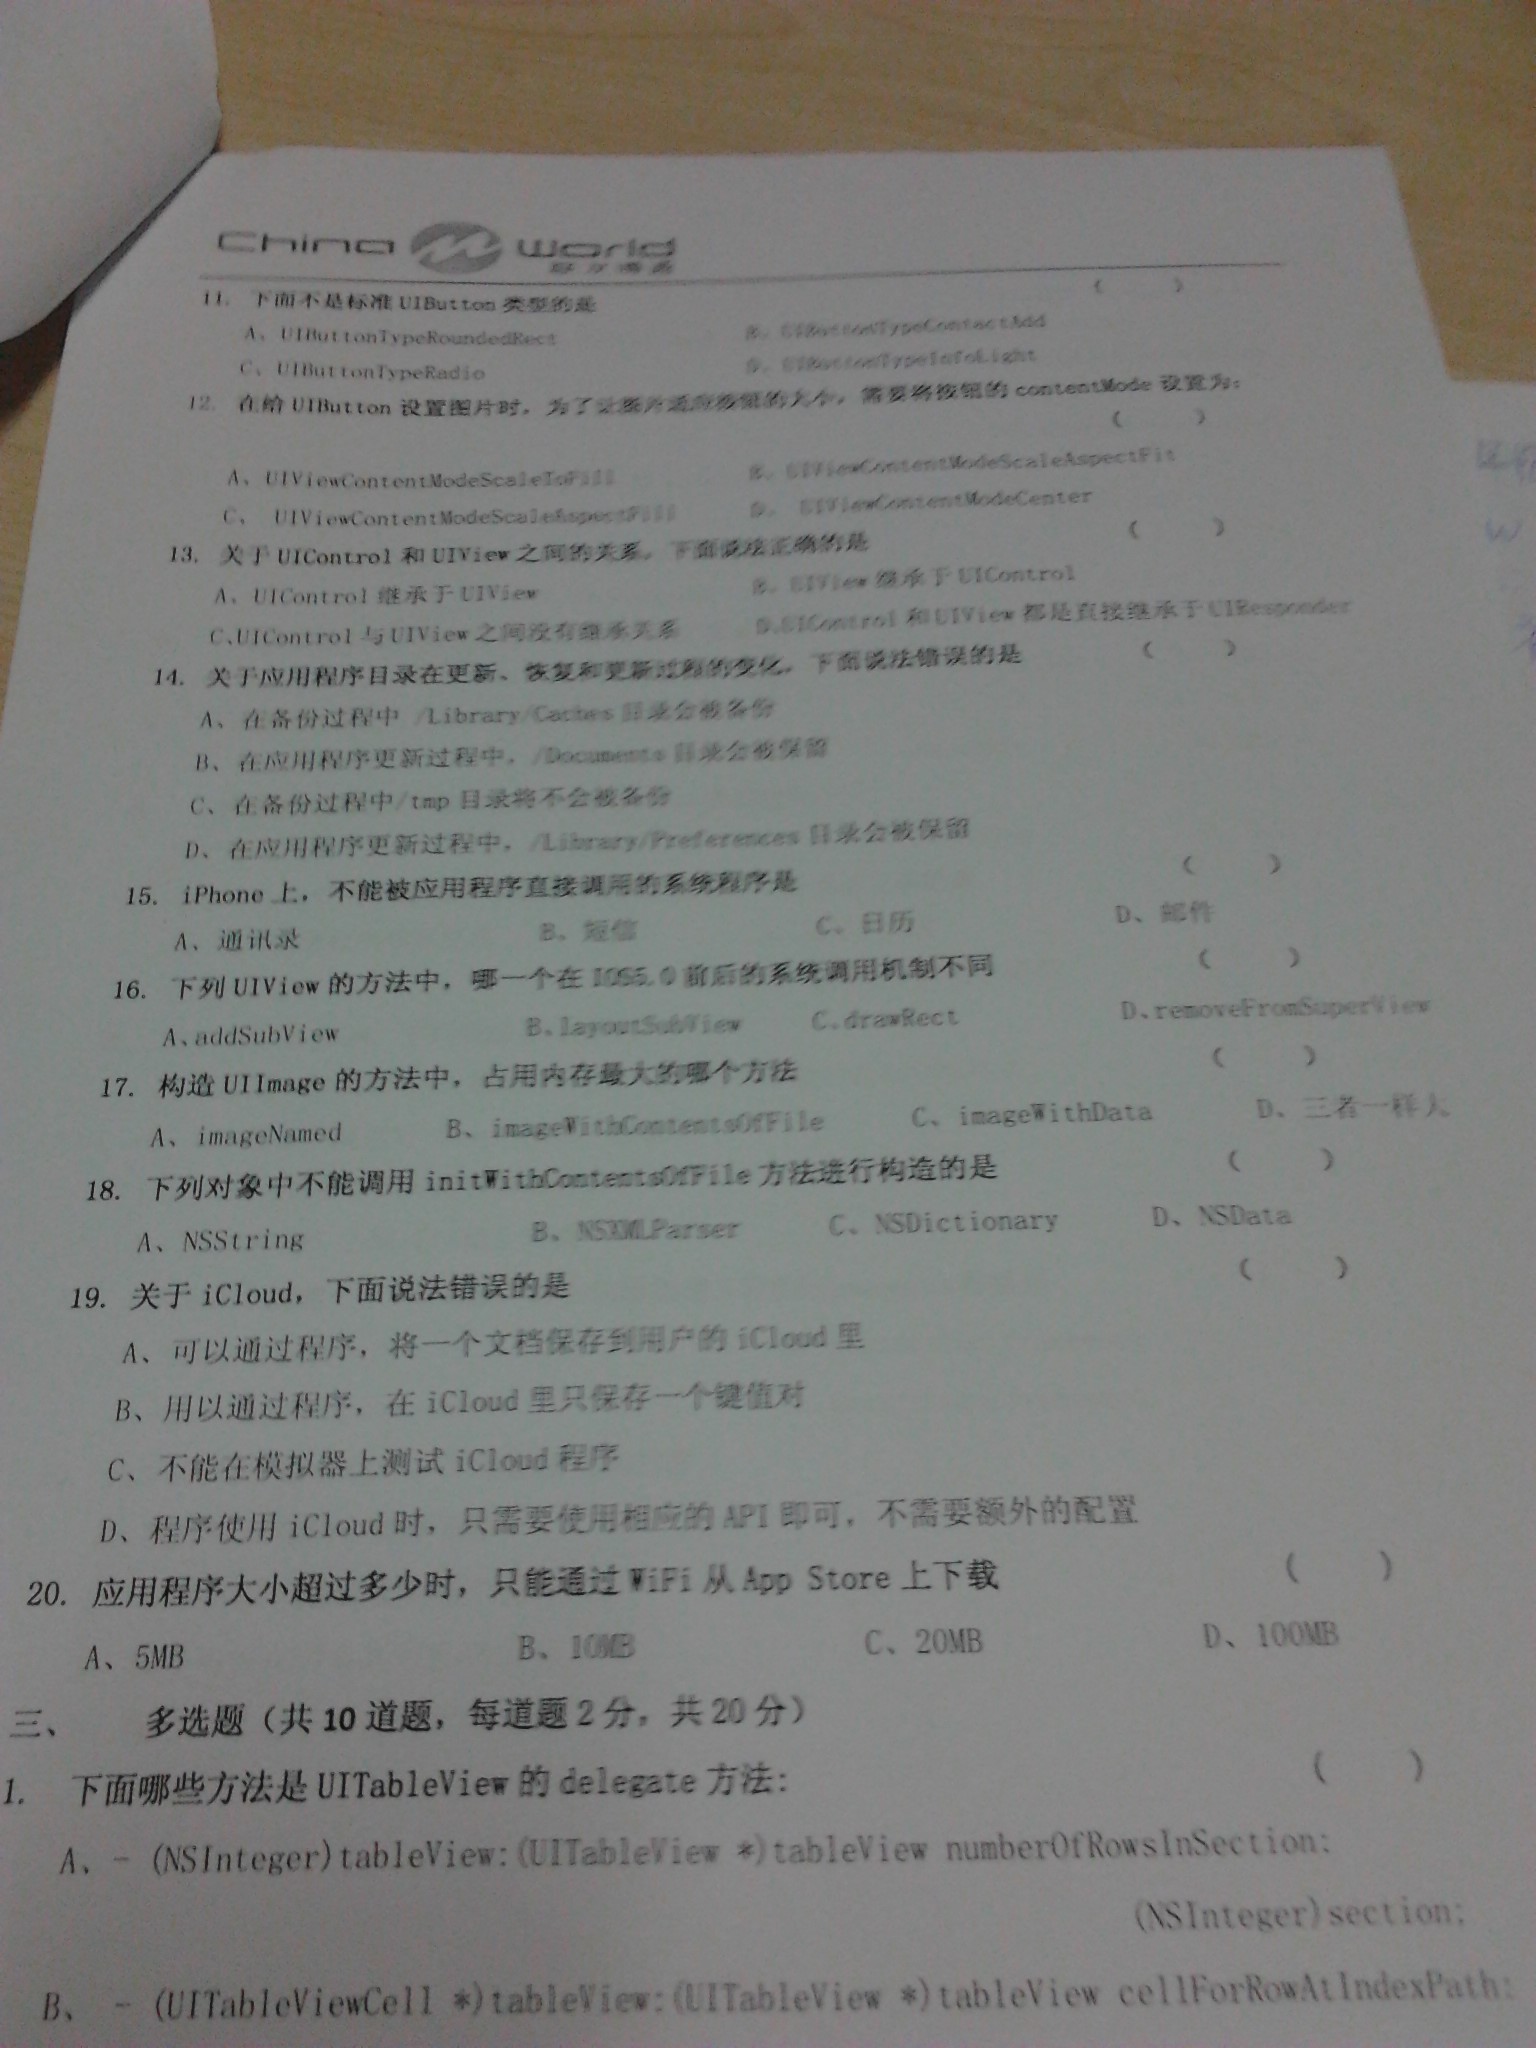 China World
11. 下面不是标准 UIButton 类型的是 ( )
A、UIButtonTypeRoundedRect B、UIButtonTypeContactAdd
C、UIButtonTypeRadio D、UIButtonTypeInfoLight
12. 在给 UIButton 设置图片时，为了让图片适应按钮的大小，需要将按钮的 contentMode 设置为：
( )
A、UIViewContentModeScaleToFill B、UIViewContentModeScaleAspectFit
C、 UIViewContentModeScaleAspectFill D、 UIViewContentModeCenter
13. 关于 UIControl 和 UIView 之间的关系，下面说法正确的是 ( )
A、UIControl 继承于 UIView B、UIView 继承于 UIControl
C、UIControl 与 UIView 之间没有继承关系 D、UIControl 和 UIView 都是直接继承于 UIResponder
14. 关于应用程序目录在更新、恢复和更新过程的变化，下面说法错误的是 ( )
A、在备份过程中 /Library/Caches 目录会被备份
B、在应用程序更新过程中，/Documents 目录会被保留
C、在备份过程中/tmp 目录将不会被备份
D、在应用程序更新过程中，/Library/Preferences 目录会被保留
15. iPhone 上，不能被应用程序直接调用的系统程序是 ( )
A、通讯录 B、短信 C、日历 D、邮件
16. 下列 UIView 的方法中，哪一个在 IOS5.0 前后的系统调用机制不同 ( )
A、addSubView B、layoutSubView C、drawRect D、removeFromSuperView
17. 构造 UIImage 的方法中，占用内存最大的哪个方法 ( )
A、imageNamed B、imageWithContentsOfFile C、imageWithData D、三者一样大
18. 下列对象中不能调用 initWithContentsOfFile 方法进行构造的是 ( )
A、NSString B、NSXMLParser C、NSDictionary D、NSData
19. 关于 iCloud，下面说法错误的是 ( )
A、可以通过程序，将一个文档保存到用户的 iCloud 里
B、用以通过程序，在 iCloud 里只保存一个键值对
C、不能在模拟器上测试 iCloud 程序
D、程序使用 iCloud 时，只需要使用相应的 API 即可，不需要额外的配置
20. 应用程序大小超过多少时，只能通过 WiFi 从 App Store 上下载 ( )
A、5MB B、10MB C、20MB D、100MB
三、 多选题（共 10 道题，每道题 2 分，共 20 分）
1. 下面哪些方法是 UITableView 的 delegate 方法： ( )
A、- (NSInteger)tableView:(UITableView *)tableView numberOfRowsInSection:
(NSInteger)section;
B、 - (UITableViewCell *)tableView:(UITableView *)tableView cellForRowAtIndexPath: